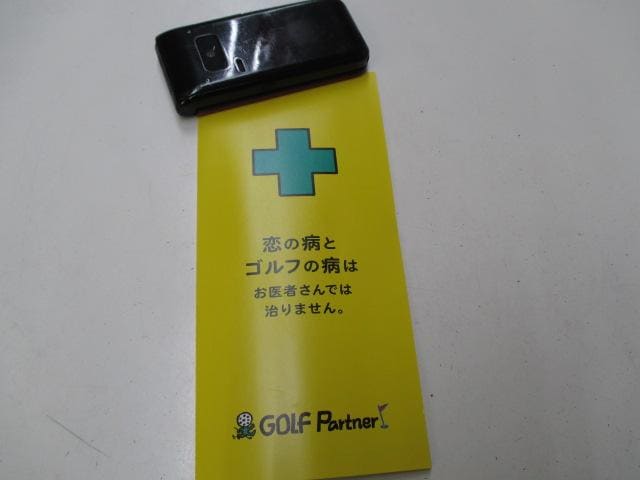 恋の病と
ゴルフの病は
お医者さんでは
治りません。
GOLF Partner